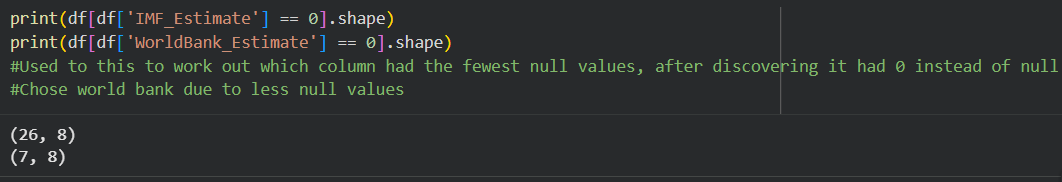 print(df[df['IMF_Estimate'] == 0].shape)
print(df[df['WorldBank_Estimate'] == 0].shape)
#Used to this to work out which column had the fewest null values, after discovering it had 0 instead of null
#Chose world bank due to less null values
(26, 8)
(7, 8)